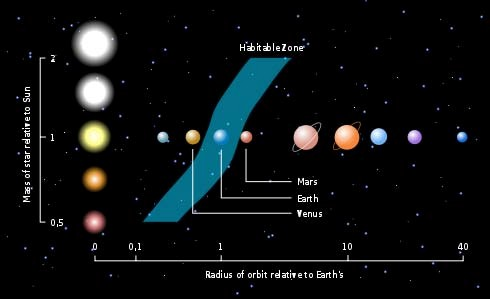 Habitable Zone
2
Mass of star relative to Sun
1
Mars
Earth
Venus
0,5
0 0,1 1 10 40
Radius of orbit relative to Earth's